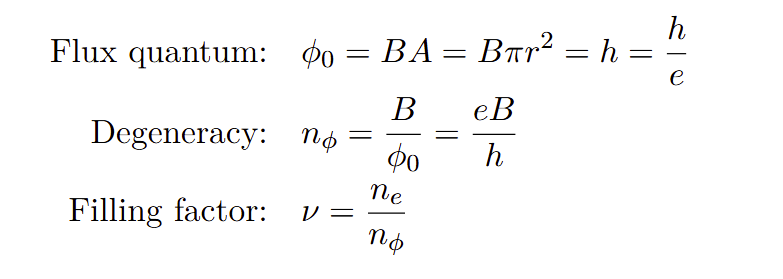 Flux quantum: ϕ₀ = BA = Bπr² = h = h/e
Degeneracy: n_ϕ = B/ϕ₀ = eB/h
Filling factor: ν = n_e/n_ϕ